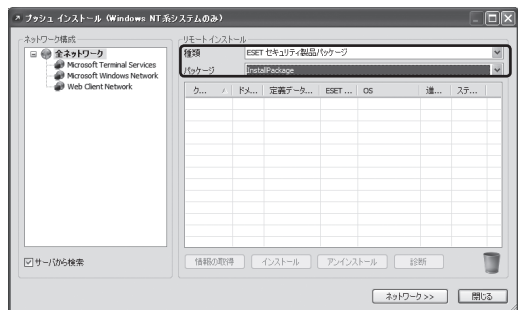 プッシュ インストール (Windows NT系システムのみ)
ネットワーク構成
全ネットワーク
Microsoft Terminal Services
Microsoft Windows Network
Web Client Network
サーバから検索
リモート インストール
種類 ESET セキュリティ製品パッケージ
パッケージ InstalPackage
ク... ドメ... 定義データ... ESET ... OS 進... ステ...
情報の取得 インストール アンインストール 診断
ネットワーク >> 閉じる